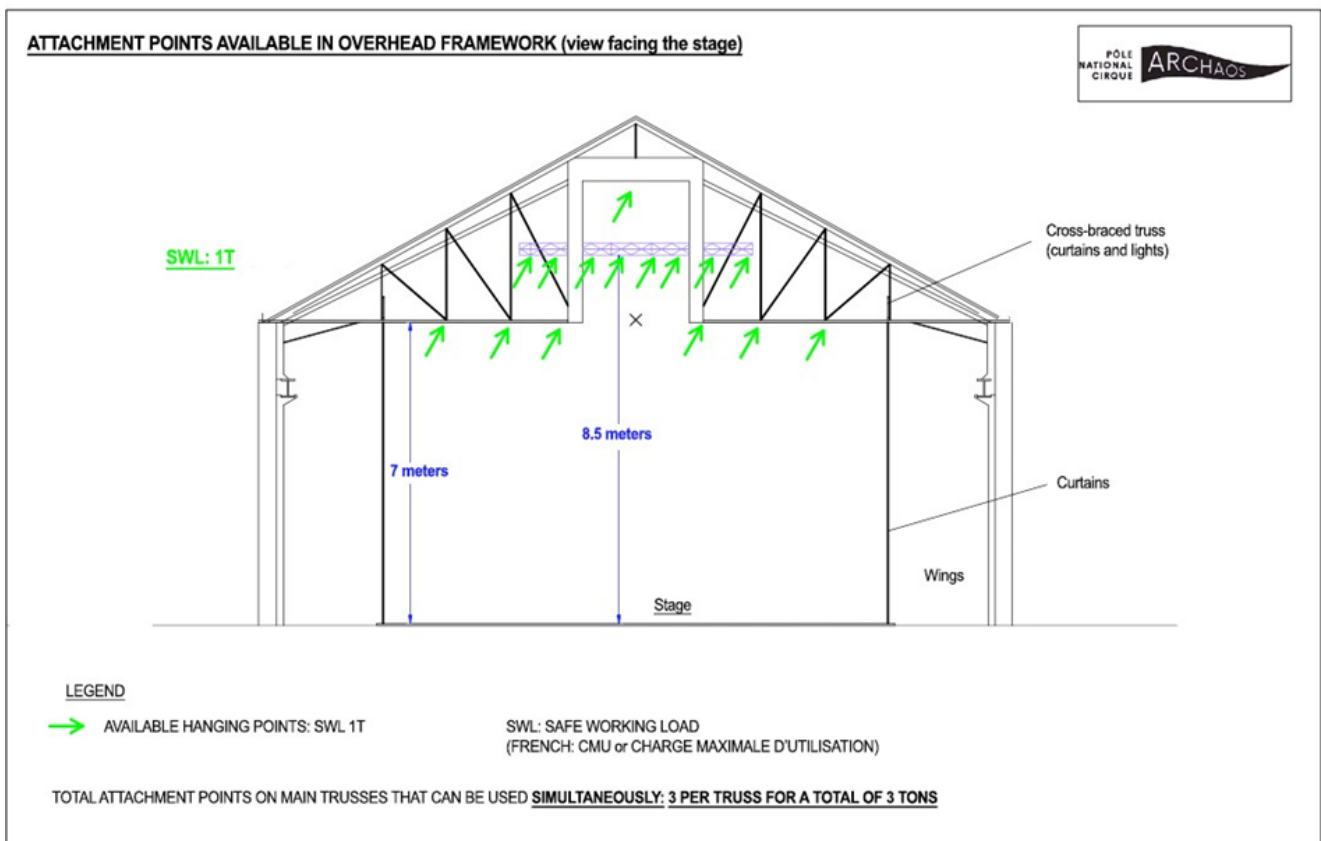 ATTACHMENT POINTS AVAILABLE IN OVERHEAD FRAMEWORK (view facing the stage)
PÔLE
NATIONAL
CIRQUE
ARCHAOS
SWL: 1T
Cross-braced truss
(curtains and lights)
8.5 meters
7 meters
Curtains
Wings
Stage
LEGEND
AVAILABLE HANGING POINTS: SWL 1T
SWL: SAFE WORKING LOAD
(FRENCH: CMU or CHARGE MAXIMALE D'UTILISATION)
TOTAL ATTACHMENT POINTS ON MAIN TRUSSES THAT CAN BE USED SIMULTANEOUSLY: 3 PER TRUSS FOR A TOTAL OF 3 TONS